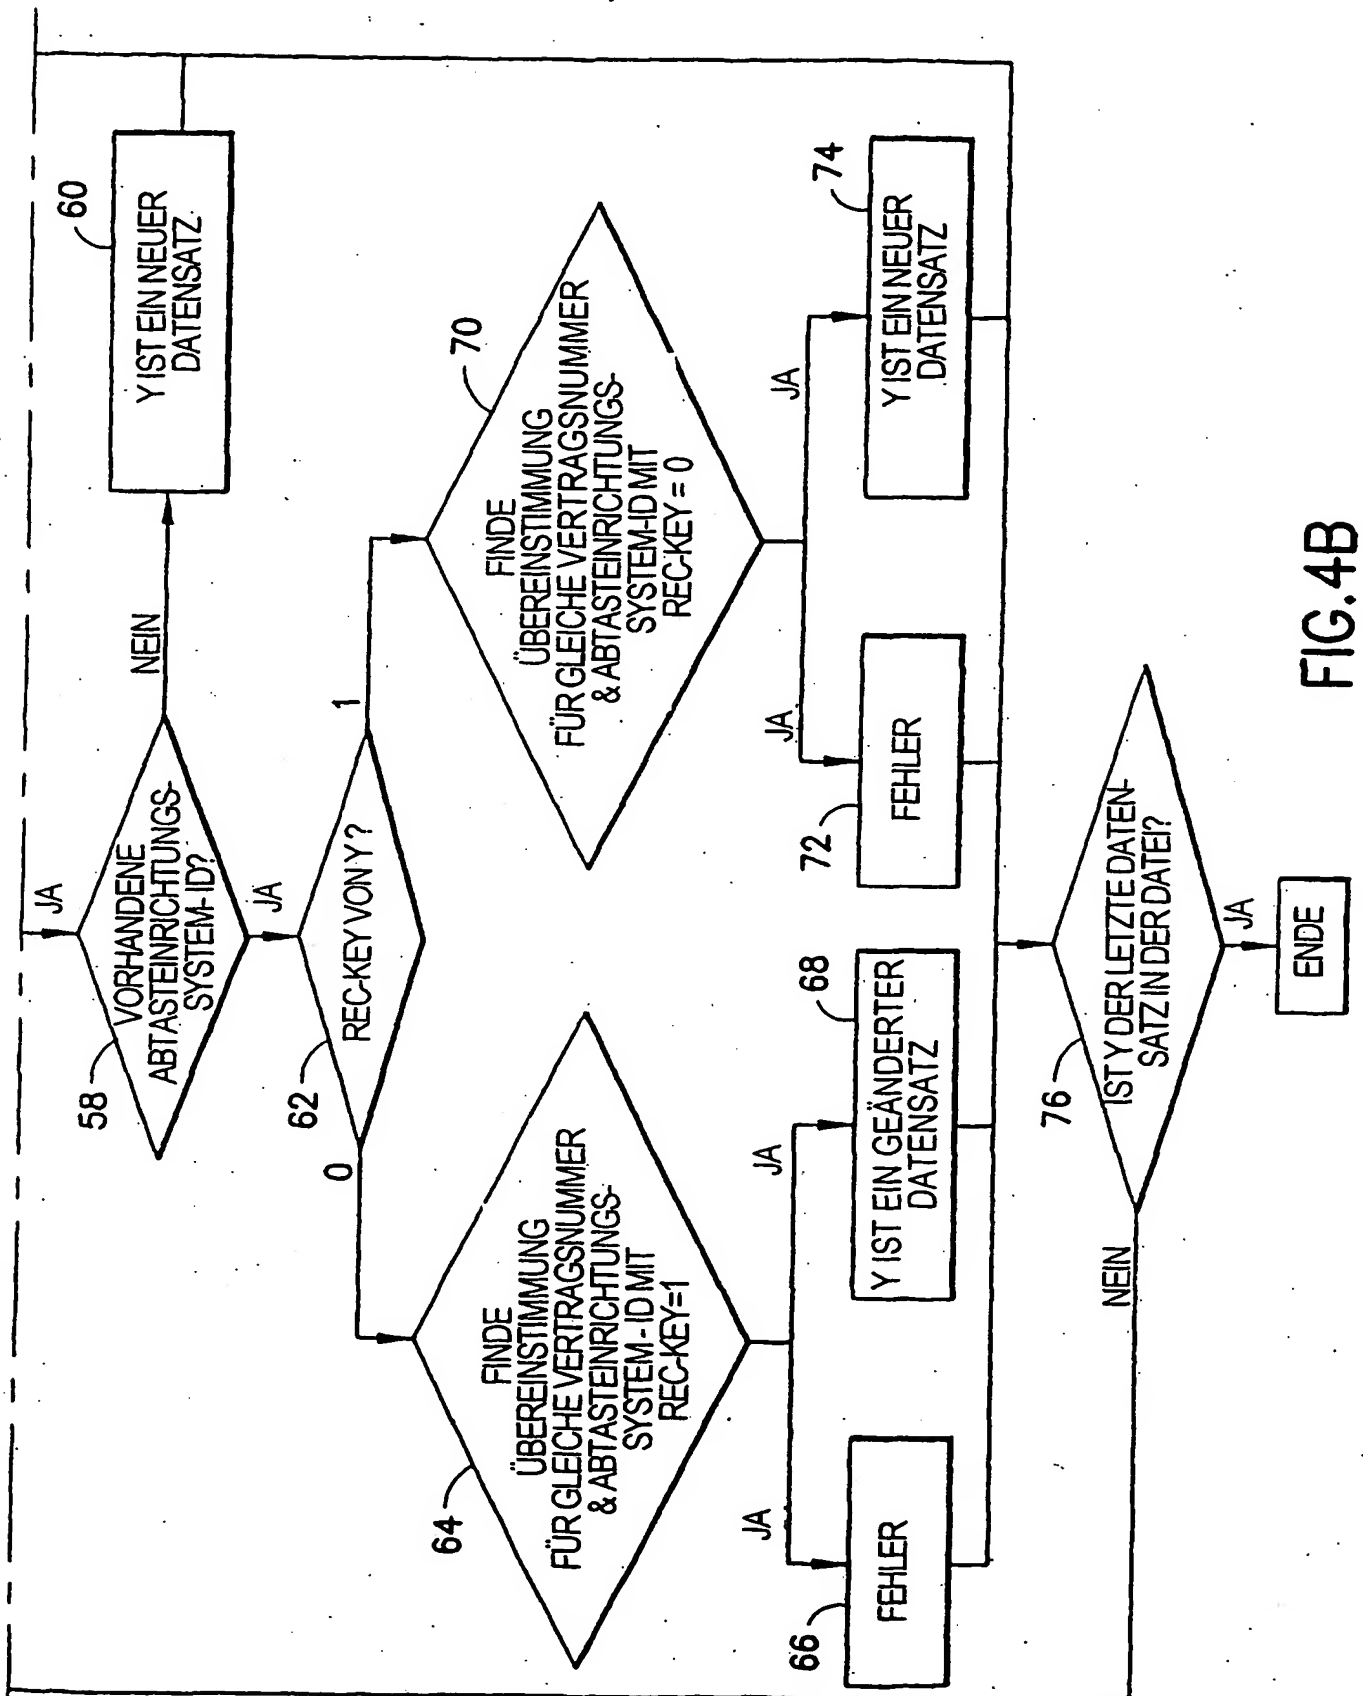 JA
58
VORHANDENE
ABTASTEINRICHTUNGS-
SYSTEM-ID?
NEIN
60
Y IST EIN NEUER
DATENSATZ
JA
62
REC-KEY VON Y?
0
1
64
FINDE
ÜBEREINSTIMMUNG
FÜR GLEICHE VERTRAGSNUMMER
& ABTASTEINRICHTUNGS-
SYSTEM-ID MIT
REC-KEY=1
70
FINDE
ÜBEREINSTIMMUNG
FÜR GLEICHE VERTRAGSNUMMER
& ABTASTEINRICHTUNGS-
SYSTEM-ID MIT
REC-KEY = 0
JA
JA
JA
JA
66
FEHLER
68
Y IST EIN GEÄNDERTER
DATENSATZ
72
FEHLER
74
Y IST EIN NEUER
DATENSATZ
76
IST Y DER LETZTE DATEN-
SATZ IN DER DATEI?
NEIN
JA
ENDE
FIG.4B